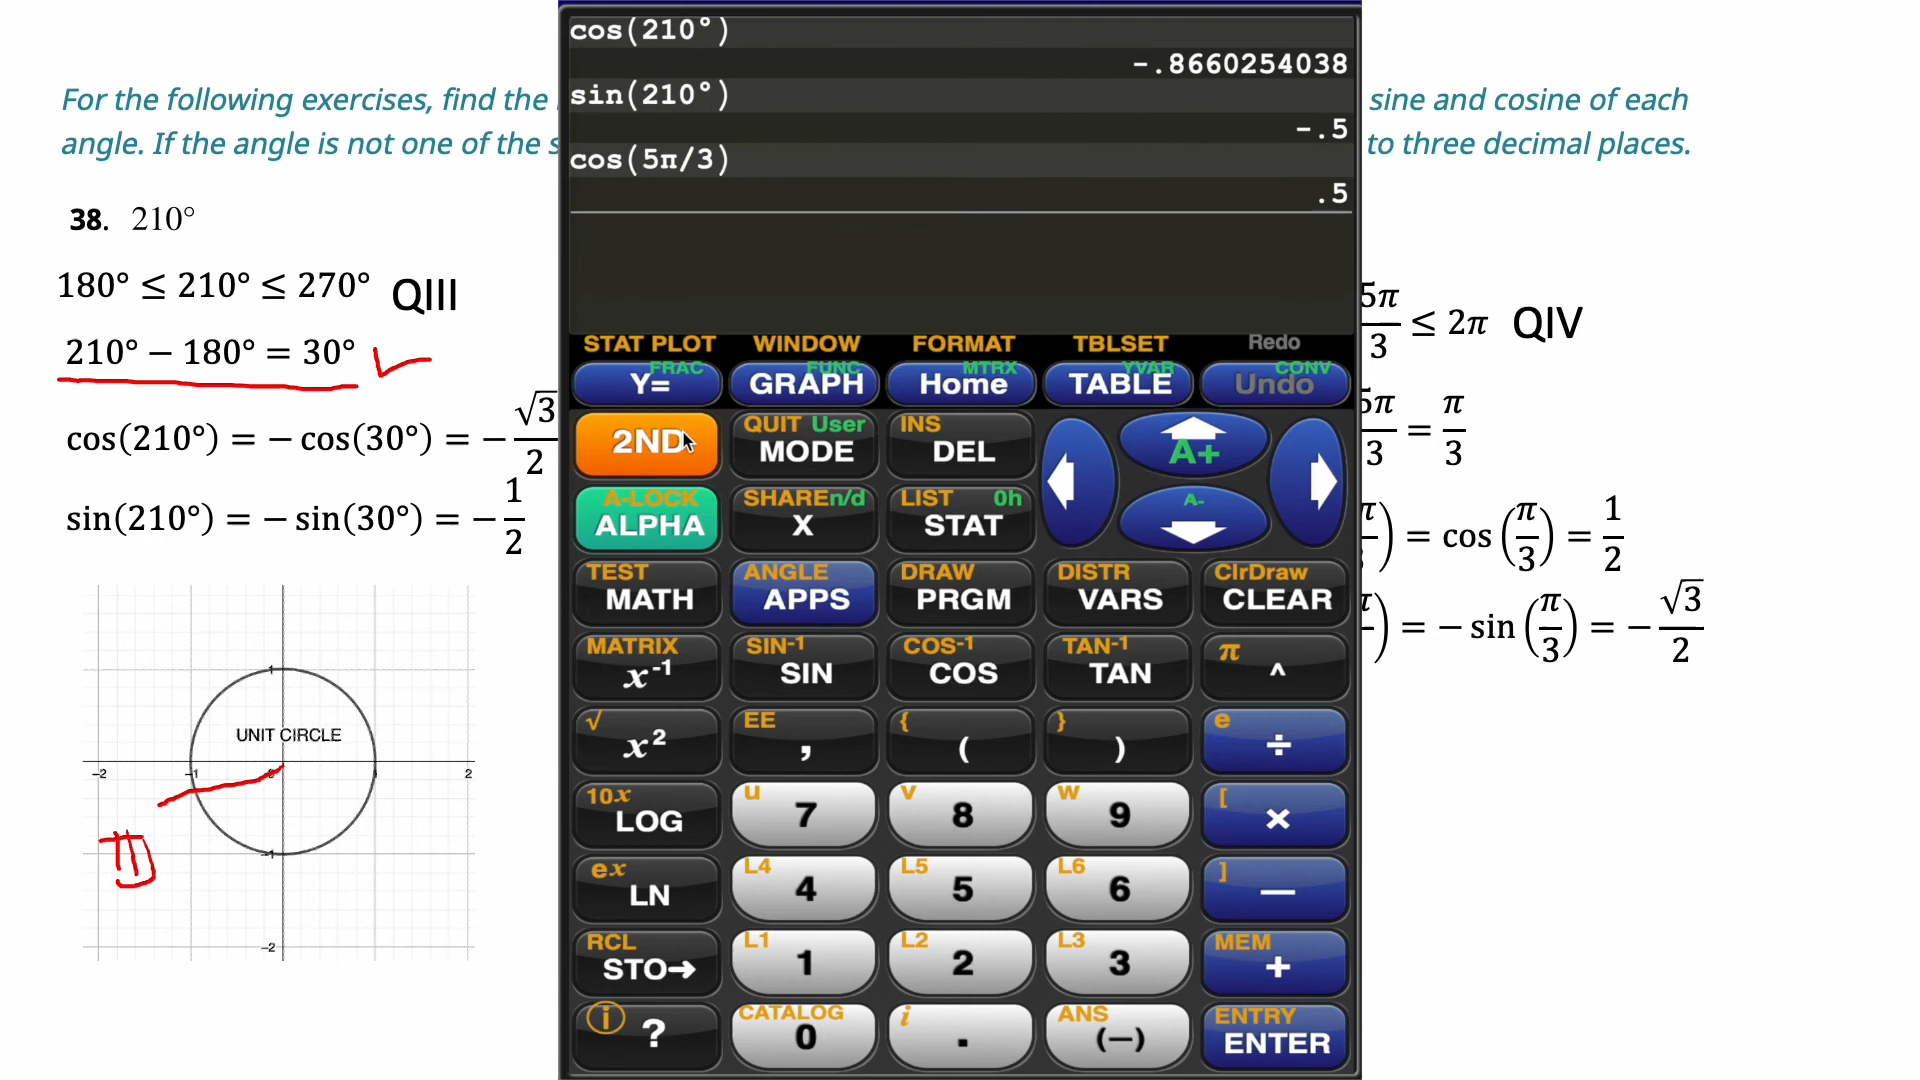 For the following exercises, find the
sine and cosine of each
angle. If the angle is not one of the s
to three decimal places.
38. 210°
180° ≤ 210° ≤ 270° QIII
210° − 180° = 30°
cos(210°) = − cos(30°) = − √3/2
sin(210°) = − sin(30°) = − 1/2
UNIT CIRCLE
1
-2 -1 2
-1
-2
III
cos(210°)
-.8660254038
sin(210°)
-.5
cos(5π/3)
.5
STAT PLOT WINDOW FORMAT TBLSET Redo
FRAC FUNC MTRX YVAR CONV
Y= GRAPH Home TABLE Undo
QUIT User INS
2ND MODE DEL A+
A-LOCK SHARE n/d LIST 0h A-
ALPHA X STAT
TEST ANGLE DRAW DISTR ClrDraw
MATH APPS PRGM VARS CLEAR
MATRIX SIN-1 COS-1 TAN-1 π
x-1 SIN COS TAN ^
√ EE { } e
x2 , ( ) ÷
10x u v w [
LOG 7 8 9 ×
ex L4 L5 L6 ]
LN 4 5 6 —
RCL L1 L2 L3 MEM
STO→ 1 2 3 +
i CATALOG i ANS ENTRY
? 0 . (—) ENTER
5π/3 ≤ 2π QIV
5π/3 = π/3
) = cos (π/3) = 1/2
) = − sin (π/3) = − √3/2